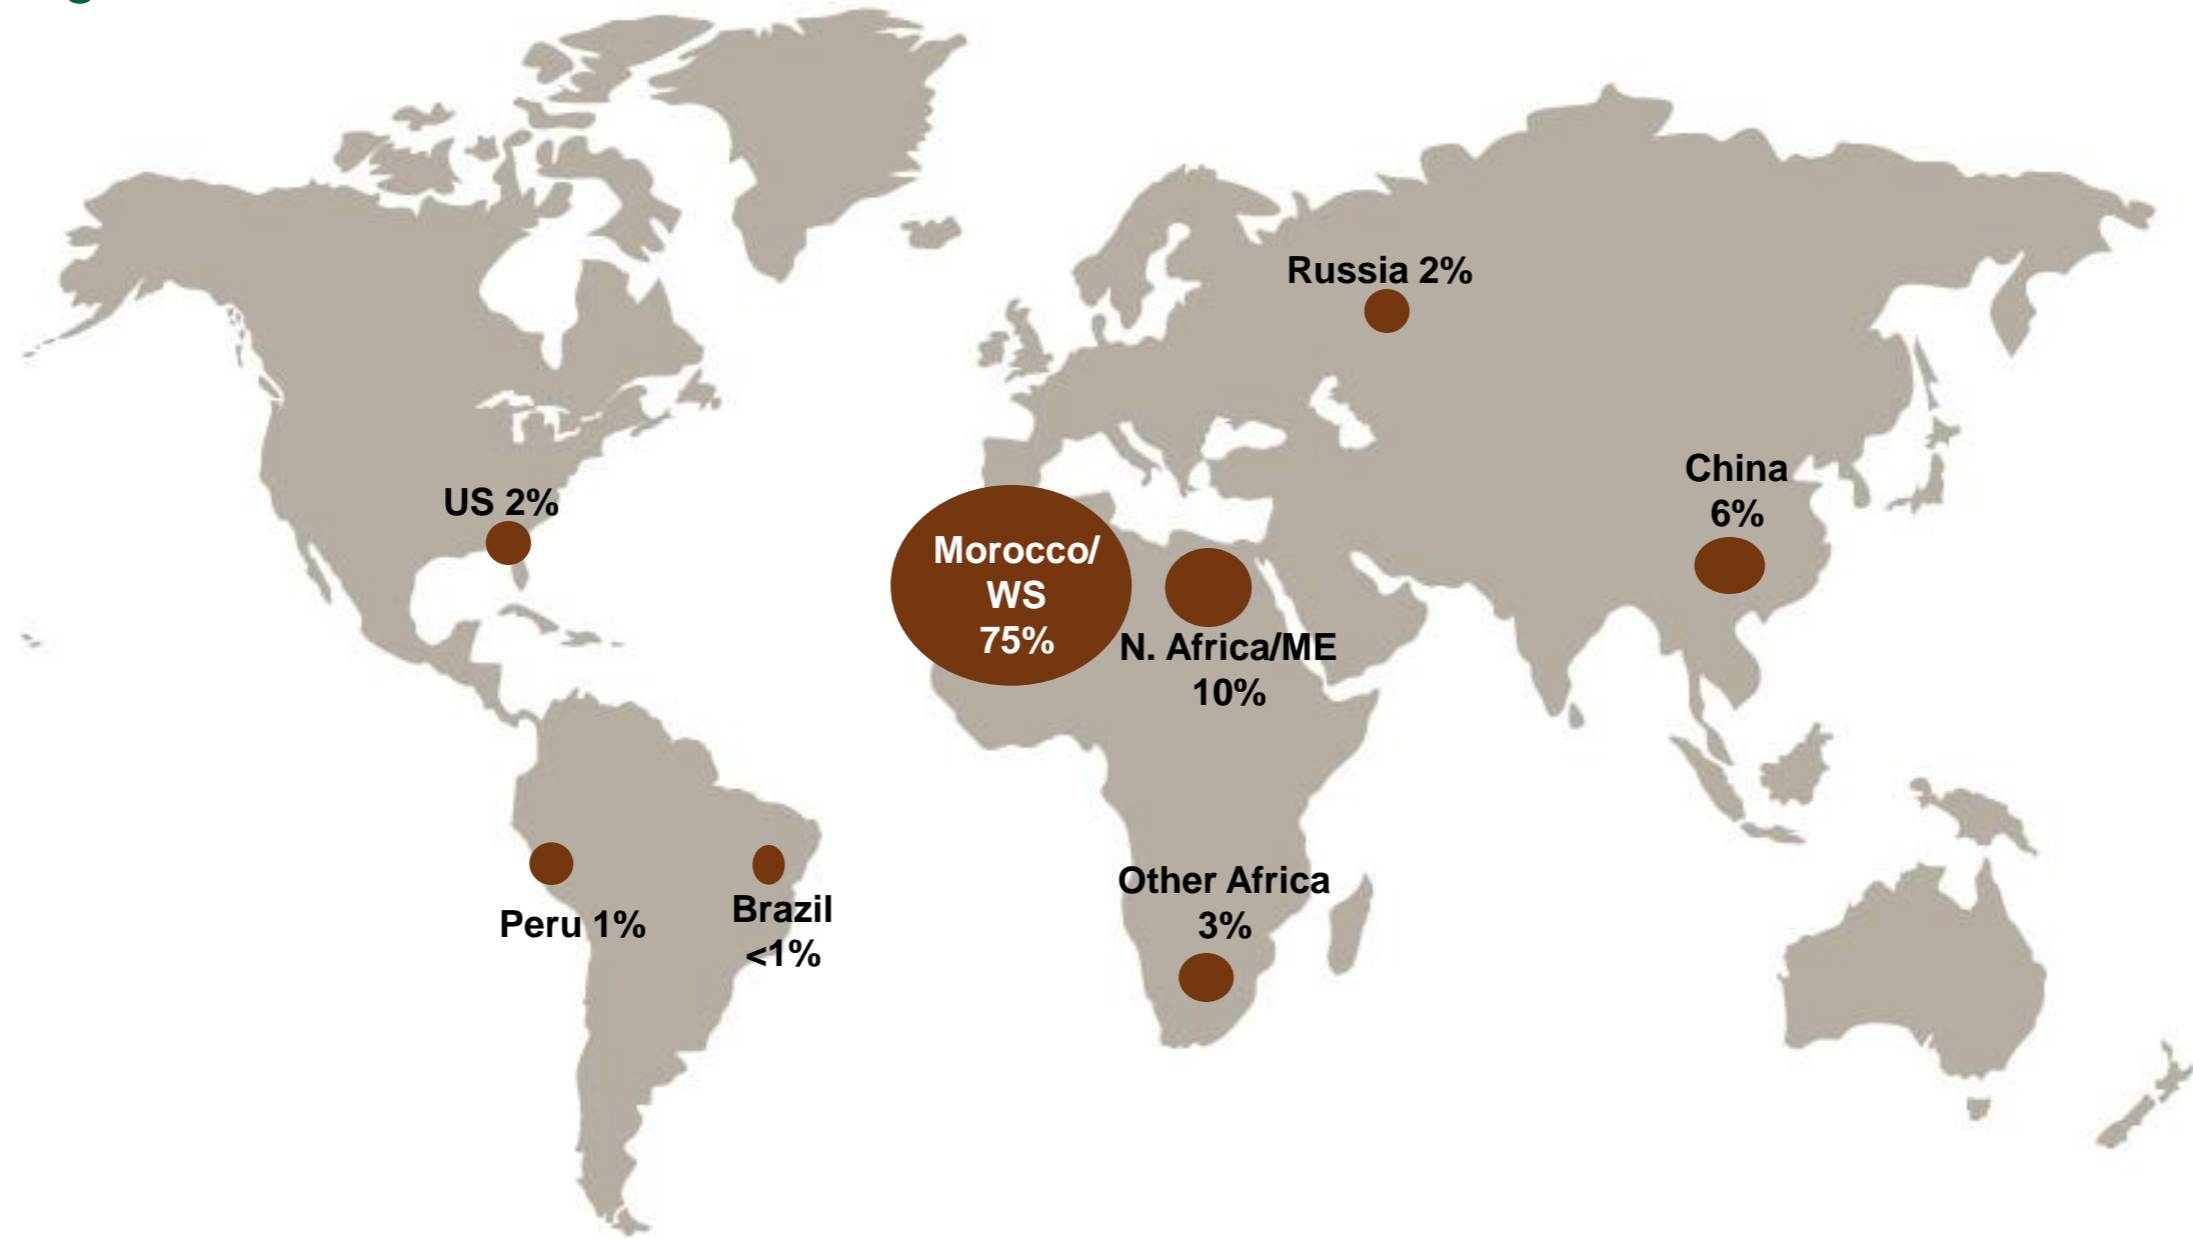 Russia 2%
China
6%
US 2%
Morocco/
WS
75%
N. Africa/ME
10%
Other Africa
3%
Peru 1%
Brazil
<1%